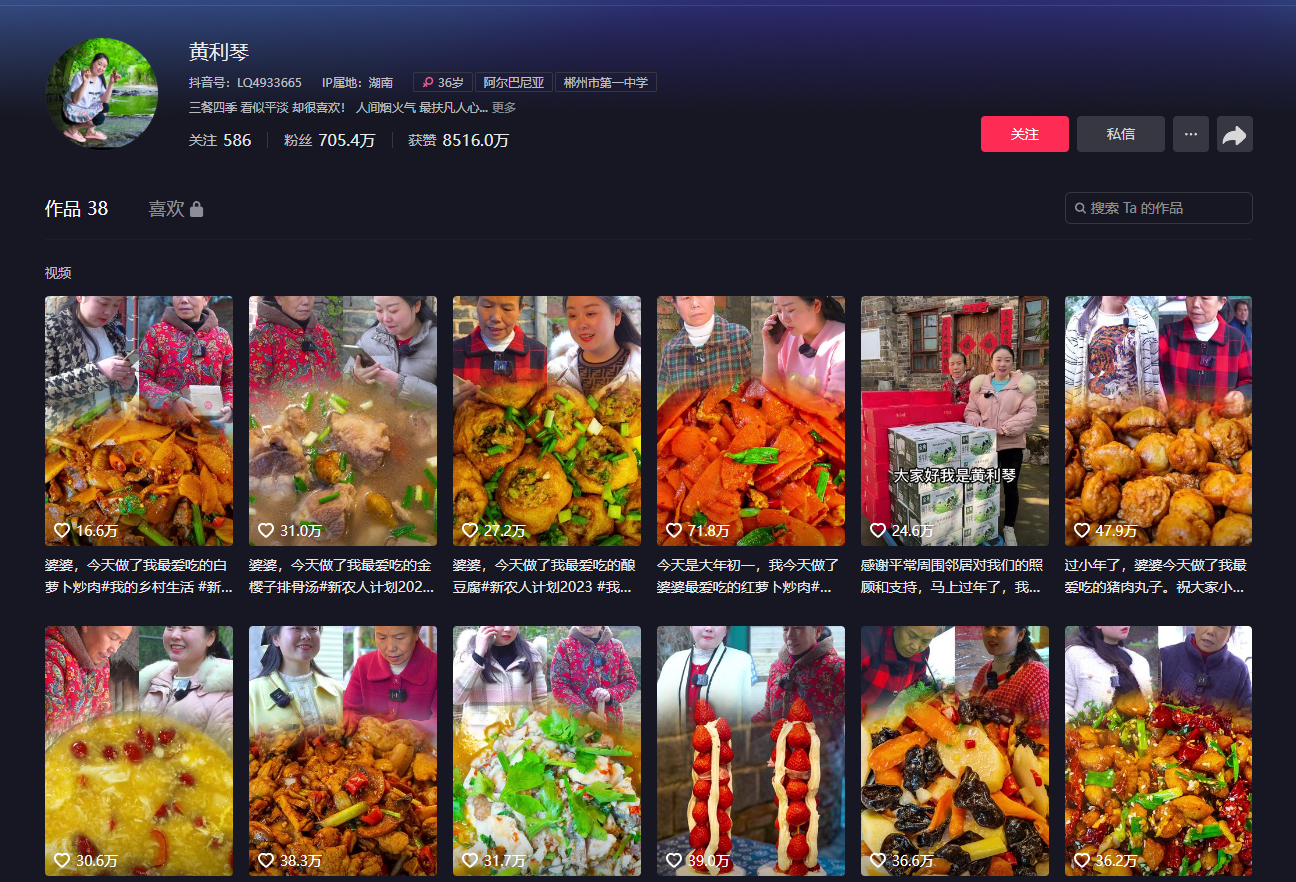 黄利琴
抖音号：LQ4933665 IP属地：湖南 36岁 阿尔巴尼亚 郴州市第一中学
三餐四季 看似平淡 却很喜欢！ 人间烟火气 最扶凡人心... 更多
关注 586 粉丝 705.4万 获赞 8516.0万
关注 私信 ...
作品 38 喜欢
搜索 Ta 的作品
视频
大家好我是黄利琴
16.6万 31.0万 27.2万 71.8万 24.6万 47.9万
婆婆，今天做了我最爱吃的白
萝卜炒肉#我的乡村生活 #新...
婆婆，今天做了我最爱吃的金
樱子排骨汤#新农人计划202...
婆婆，今天做了我最爱吃的酸
豆腐#新农人计划2023 #我...
今天是大年初一，我今天做了
婆婆最爱吃的红萝卜炒肉#...
感谢平常周围邻居对我们的照
顾和支持，马上过年了，我...
过小年了，婆婆今天做了我最
爱吃的猪肉丸子。祝大家小...
30.6万 38.3万 31.7万 39.0万 36.6万 36.2万